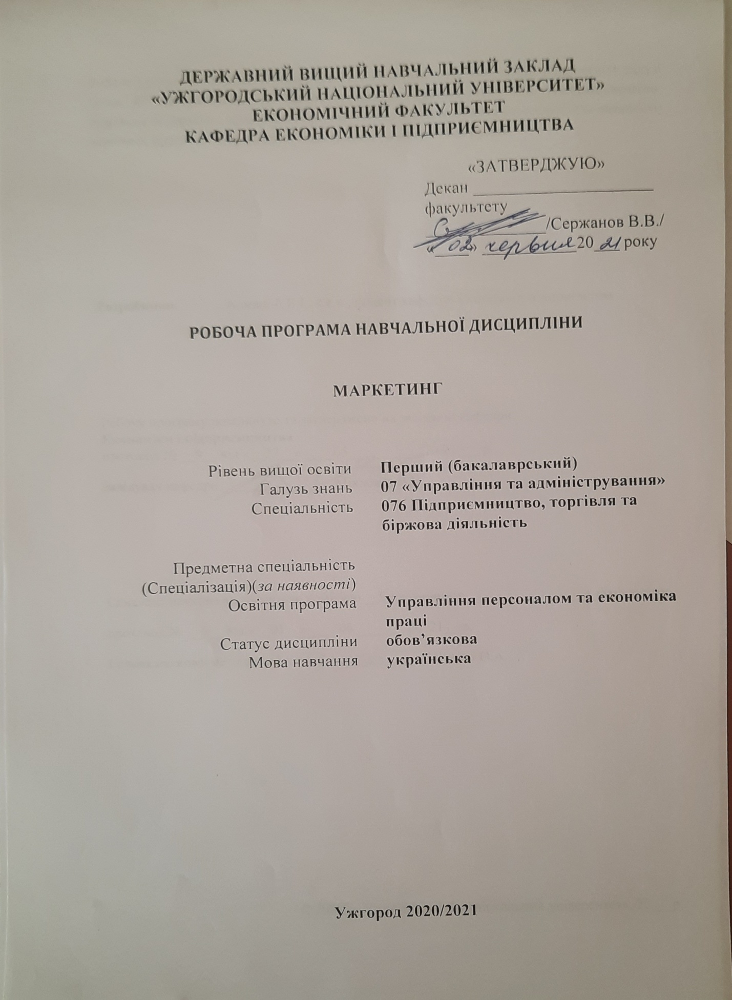 ДЕРЖАВНИЙ ВИЩИЙ НАВЧАЛЬНИЙ ЗАКЛАД
«УЖГОРОДСЬКИЙ НАЦІОНАЛЬНИЙ УНІВЕРСИТЕТ»
ЕКОНОМІЧНИЙ ФАКУЛЬТЕТ
КАФЕДРА ЕКОНОМІКИ І ПІДПРИЄМНИЦТВА
«ЗАТВЕРДЖУЮ»
Декан
факультету
/Сержанов В.В./
«02» червня 2021 року
РОБОЧА ПРОГРАМА НАВЧАЛЬНОЇ ДИСЦИПЛІНИ
МАРКЕТИНГ
Рівень вищої освіти Перший (бакалаврський)
Галузь знань 07 «Управління та адміністрування»
Спеціальність 076 Підприємництво, торгівля та
біржова діяльність
Предметна спеціальність
(Спеціалізація)(за наявності)
Освітня програма Управління персоналом та економіка
праці
Статус дисципліни обов’язкова
Мова навчання українська
Ужгород 2020/2021